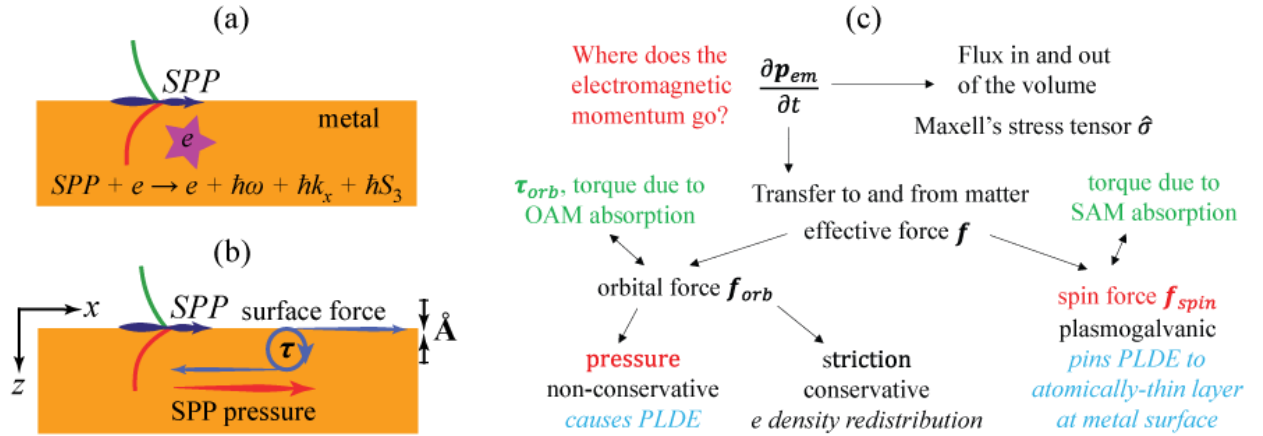 (a)
SPP
metal
e
SPP + e → e + ħω + ħkₓ + ħS₃
(b)
x
SPP
surface force
Å
τ
z
SPP pressure
(c)
Where does the
electromagnetic
momentum go?
∂p_em
∂t
Flux in and out
of the volume
Maxell's stress tensor σ̂
τ_orb, torque due to
OAM absorption
Transfer to and from matter
effective force f
torque due to
SAM absorption
orbital force f_orb
spin force f_spin
plasmogalvanic
pins PLDE to
atomically-thin layer
at metal surface
pressure
non-conservative
causes PLDE
striction
conservative
e density redistribution